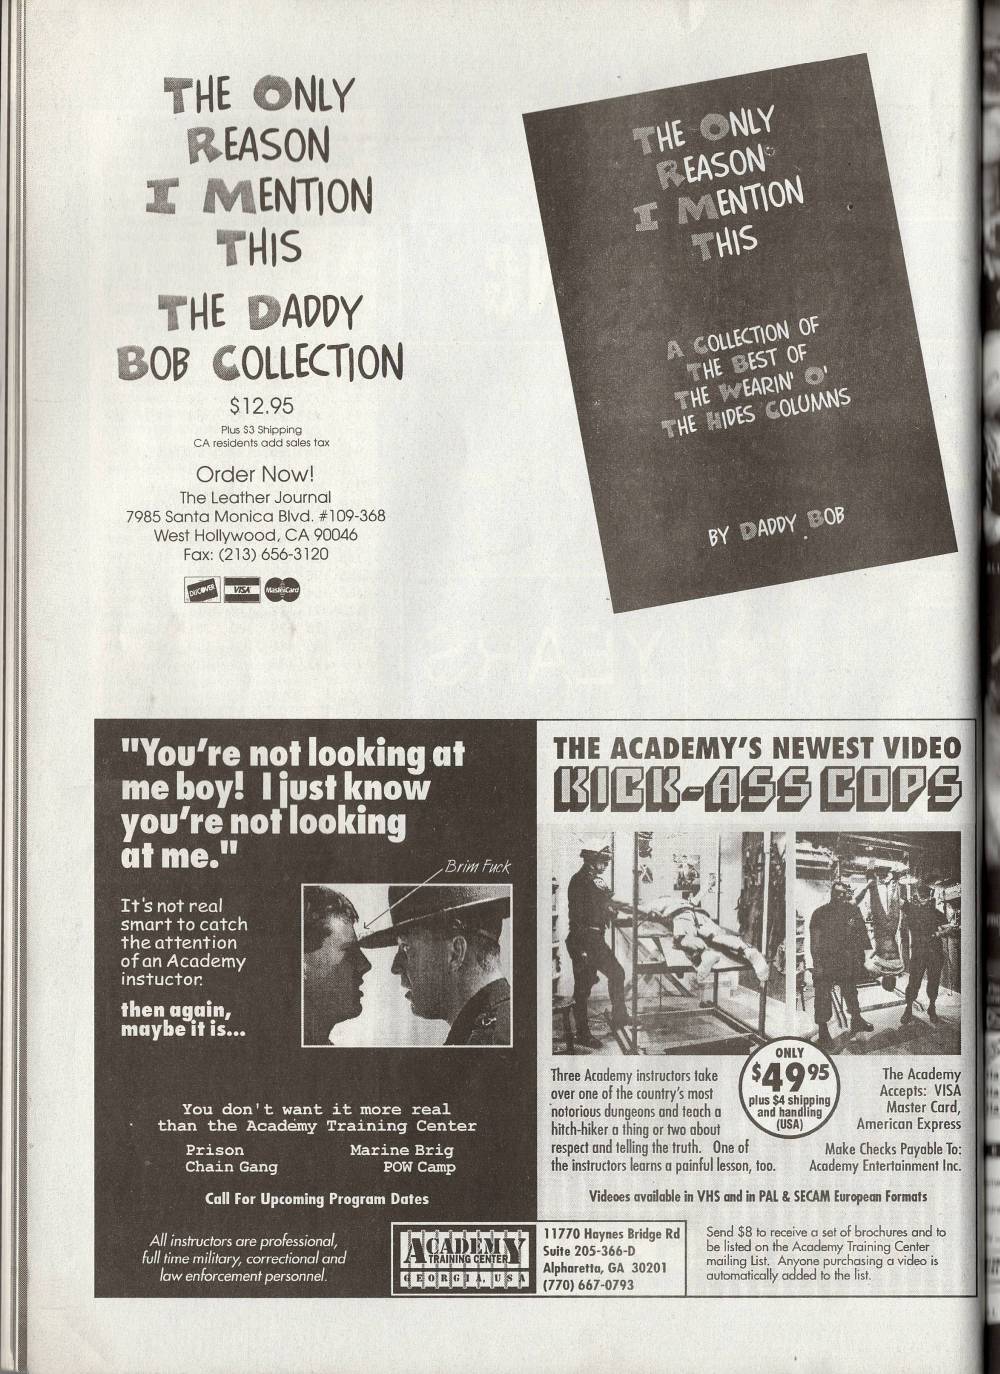 THE ONLY
REASON
I MENTION
THIS
THE DADDY
BOB COLLECTION
$12.95
Plus $3 Shipping
CA residents add sales tax
Order Now!
The Leather Journal
7985 Santa Monica Blvd. #109-368
West Hollywood, CA 90046
Fax: (213) 656-3120
DISCOVER VISA MasterCard
THE ONLY
REASON
I MENTION
THIS
A COLLECTION OF
THE BEST OF
THE WEARIN' O'
THE HIDES COLUMNS
BY DADDY BOB
YEARS
"You're not looking at
me boy! I just know
you're not looking
at me."
Brim Fuck
It's not real
smart to catch
the attention
of an Academy
instuctor.
then again,
maybe it is...
You don't want it more real
than the Academy Training Center
Prison Marine Brig
Chain Gang POW Camp
Call For Upcoming Program Dates
All instructors are professional,
full time military, correctional and
law enforcement personnel.
ACADEMY
TRAINING CENTER
GEORGIA, USA
11770 Haynes Bridge Rd
Suite 205-366-D
Alpharetta, GA 30201
(770) 667-0793
THE ACADEMY'S NEWEST VIDEO
KICK-ASS COPS
Three Academy instructors take
over one of the country's most
notorious dungeons and teach a
hitch-hiker a thing or two about
respect and telling the truth. One of
the instructors learns a painful lesson, too.
ONLY
$49.95
plus $4 shipping
and handling
(USA)
The Academy
Accepts: VISA
Master Card,
American Express
Make Checks Payable To:
Academy Entertainment Inc.
Videoes available in VHS and in PAL & SECAM European Formats
Send $8 to receive a set of brochures and to
be listed on the Academy Training Center
mailing List. Anyone purchasing a video is
automatically added to the list.